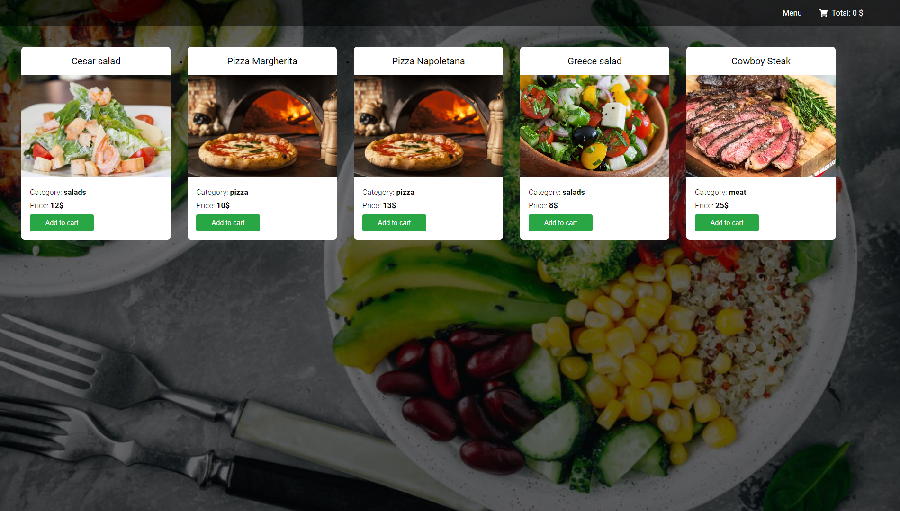 Menu Total: 0 $
Cesar salad
Category: salads
Price: 12$
Add to cart
Pizza Margherita
Category: pizza
Price: 10$
Add to cart
Pizza Napoletana
Category: pizza
Price: 13$
Add to cart
Greece salad
Category: salads
Price: 8$
Add to cart
Cowboy Steak
Category: meat
Price: 25$
Add to cart